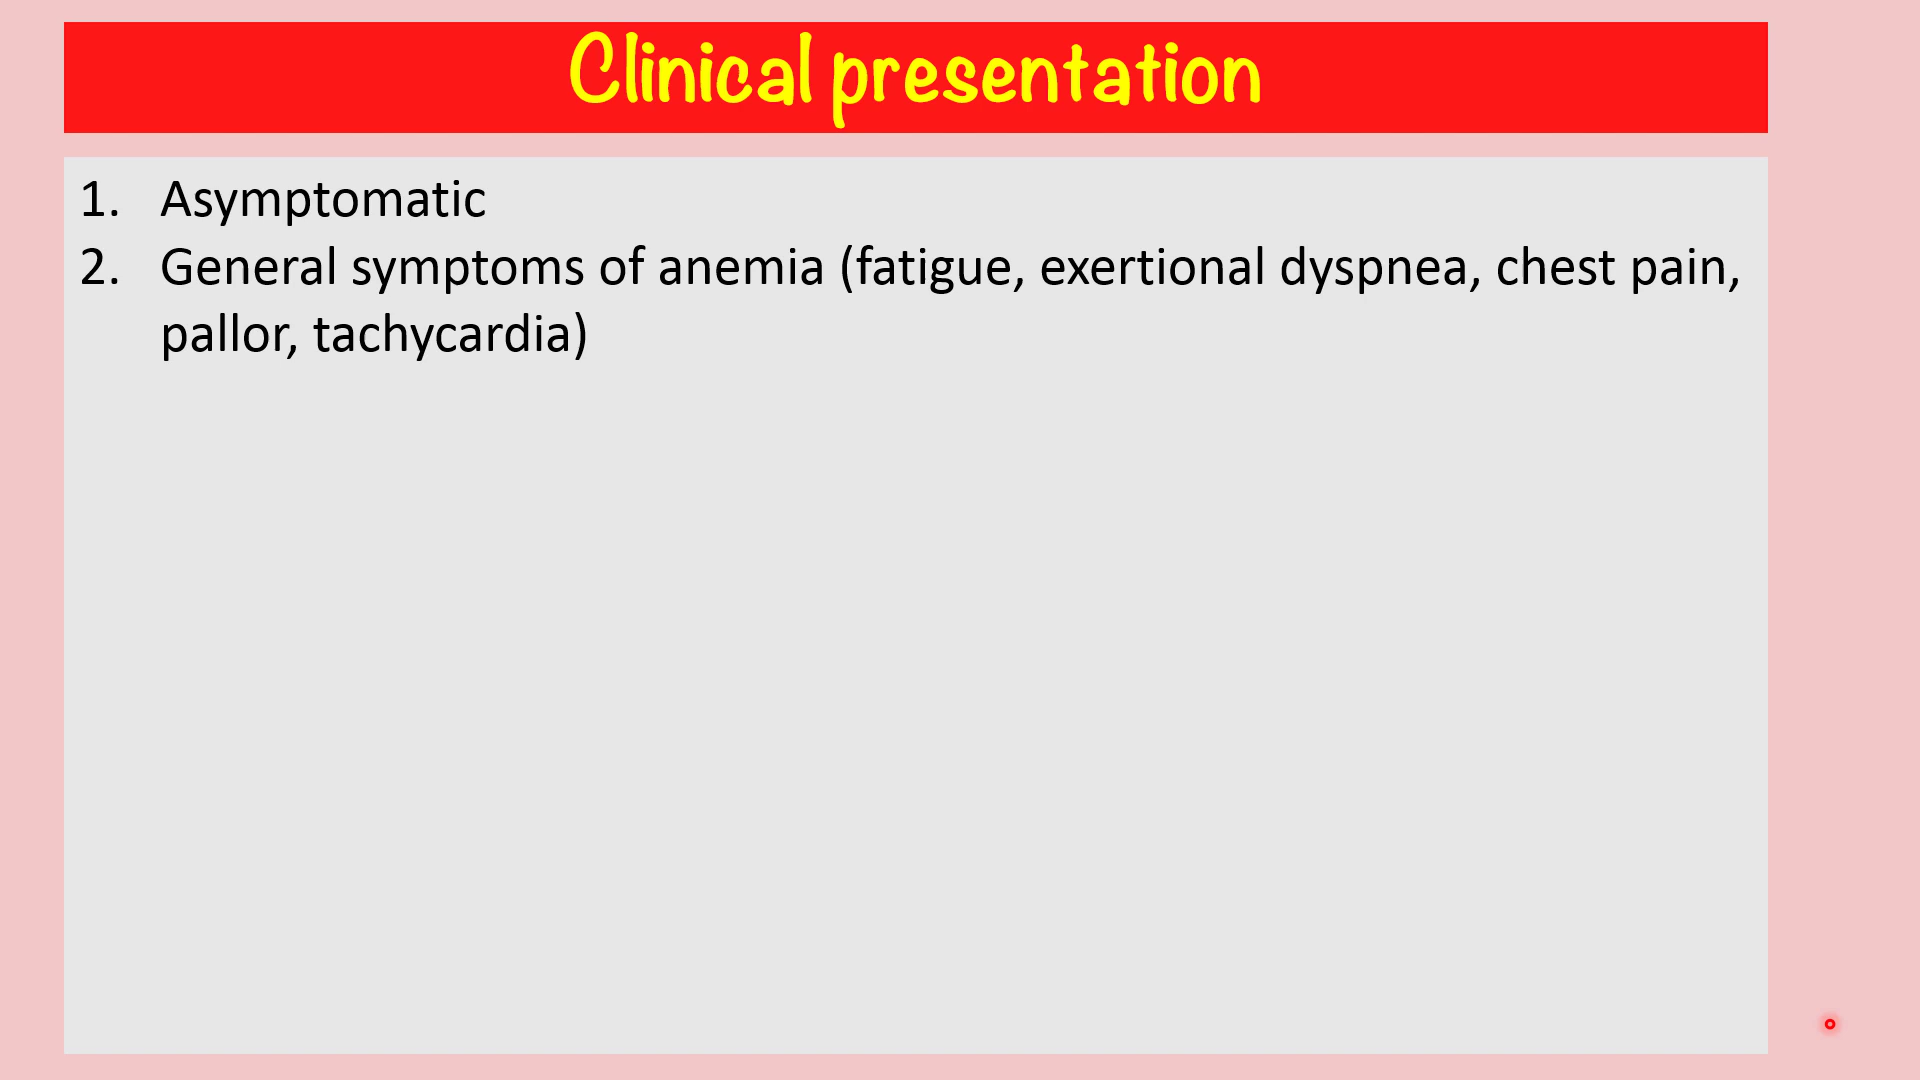 Clinical presentation
1. Asymptomatic
2. General symptoms of anemia (fatigue, exertional dyspnea, chest pain,
pallor, tachycardia)